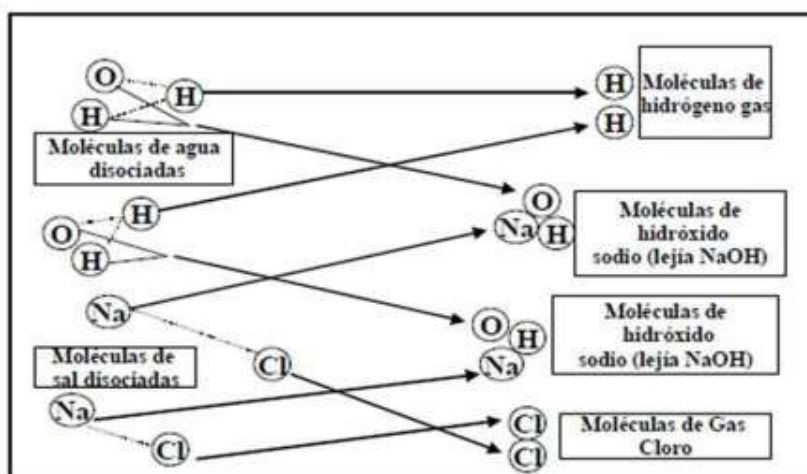 O
H
H
Moléculas de agua
disociadas
H
O
H
Na
Moléculas de
sal disociadas
Cl
Na
Cl
H
H
Moléculas de
hidrógeno gas
O
Na
H
Moléculas de
hidróxido
sodio (lejía NaOH)
O
H
Na
Moléculas de
hidróxido
sodio (lejía NaOH)
Cl
Cl
Moléculas de Gas
Cloro